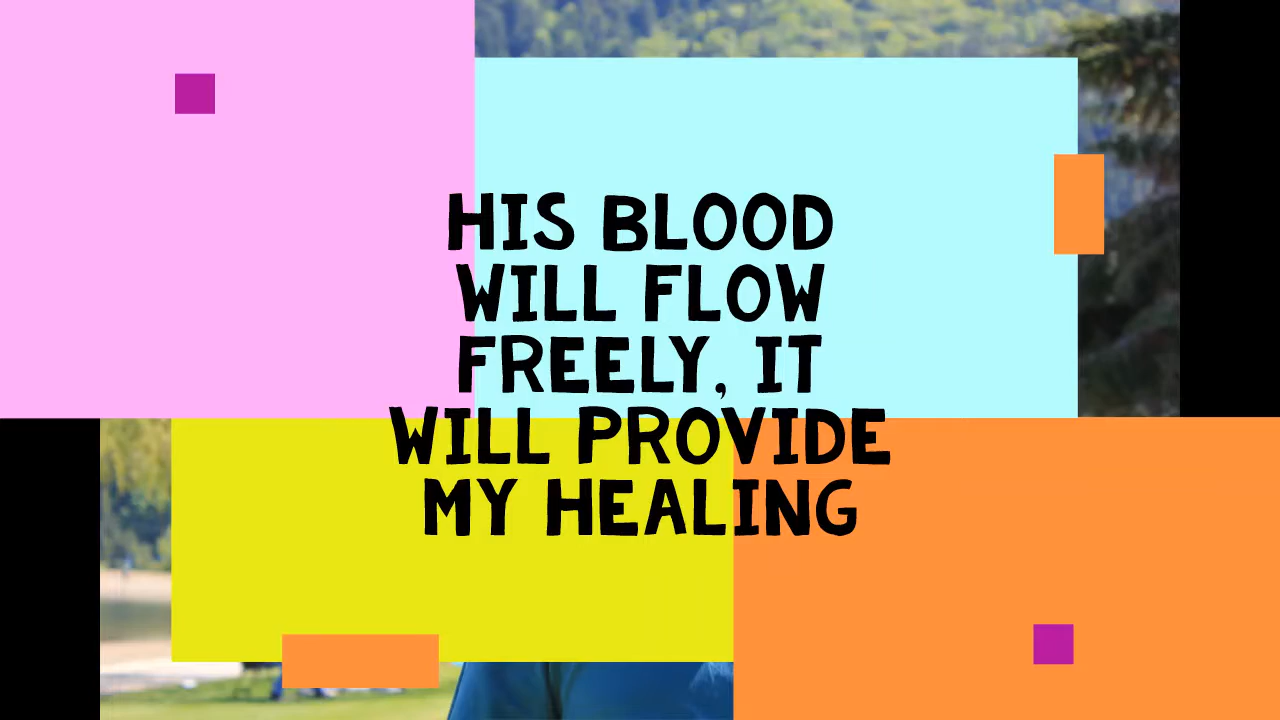 HIS BLOOD
WILL FLOW
FREELY, IT
WILL PROVIDE
MY HEALING